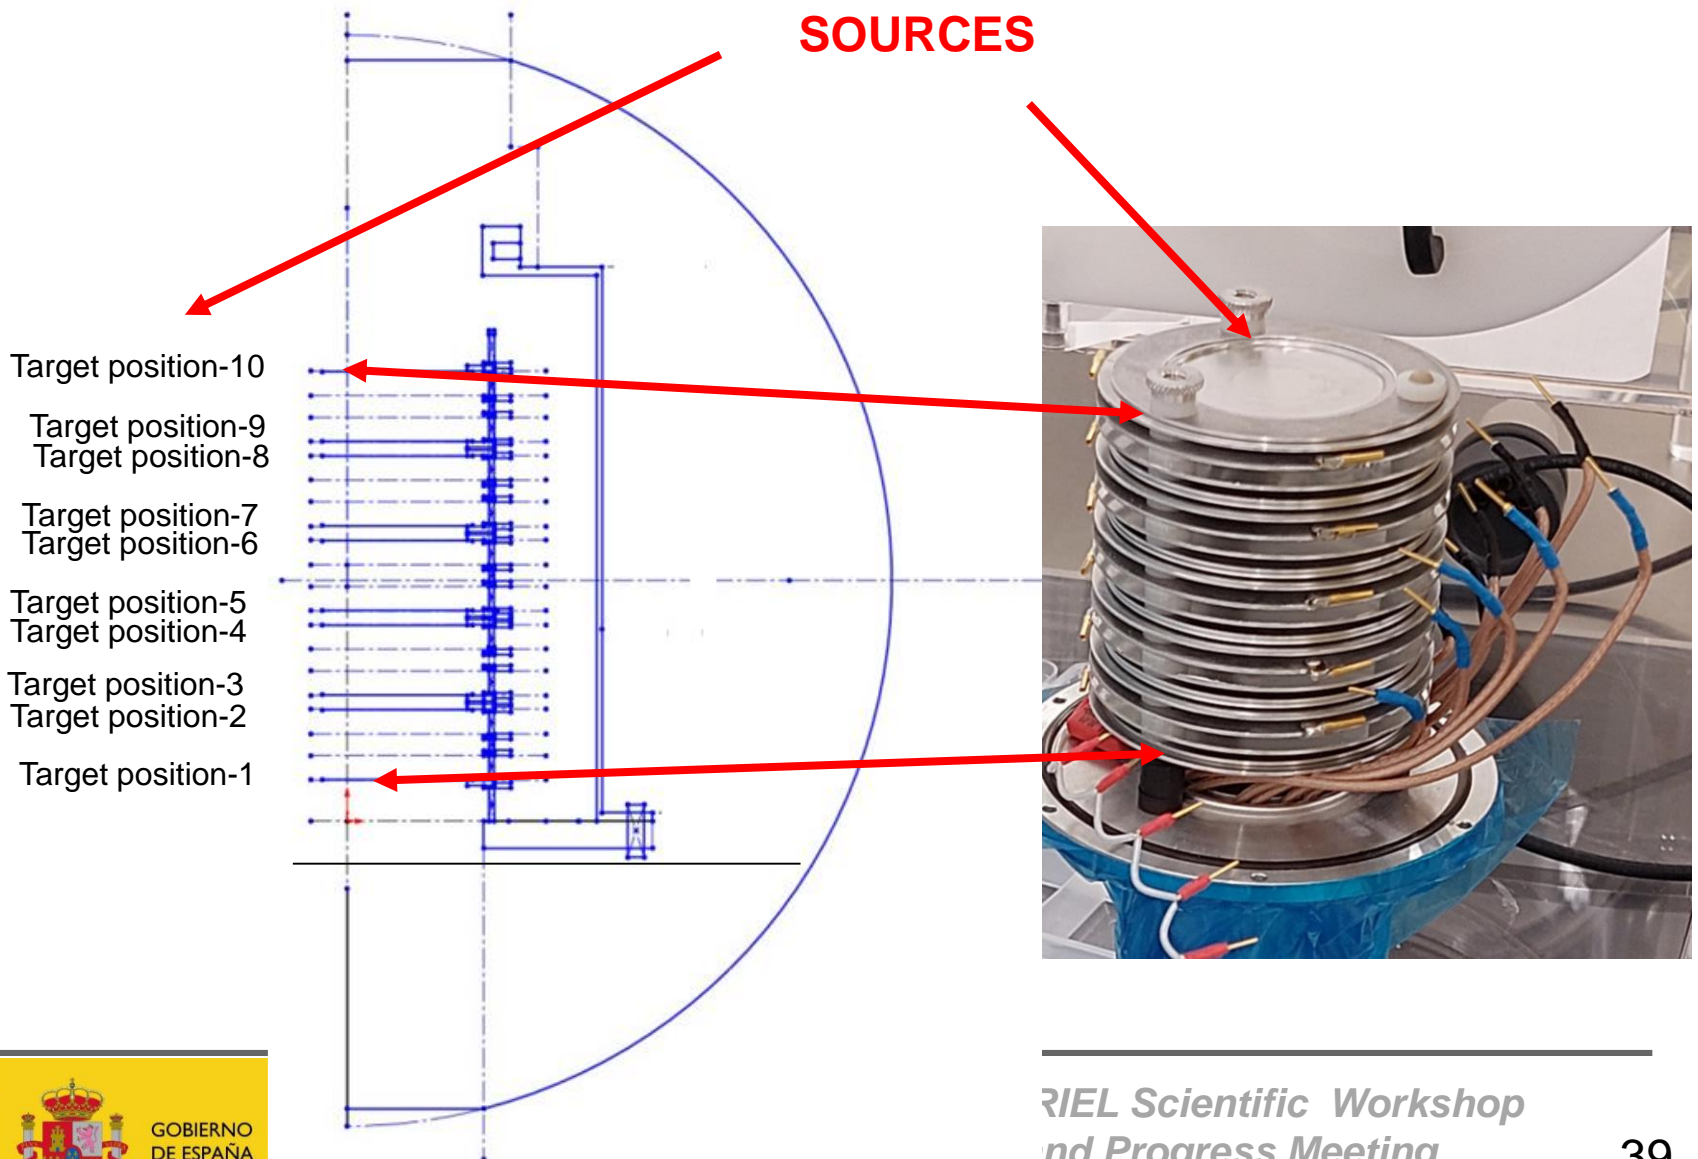 SOURCES
Target position-10
Target position-9
Target position-8
Target position-7
Target position-6
Target position-5
Target position-4
Target position-3
Target position-2
Target position-1
GOBIERNO
DE ESPAÑA
RIEL Scientific Workshop
nd Progress Meeting
39